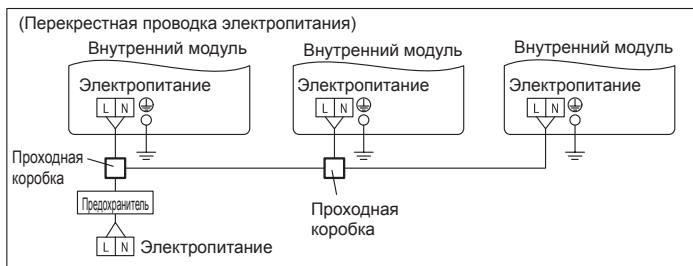 (Перекрестная проводка электропитания)
Внутренний модуль
Внутренний модуль
Внутренний модуль
Электропитание
Электропитание
Электропитание
L N
L N
L N
Проходная
коробка
Предохранитель
Проходная
коробка
L N Электропитание